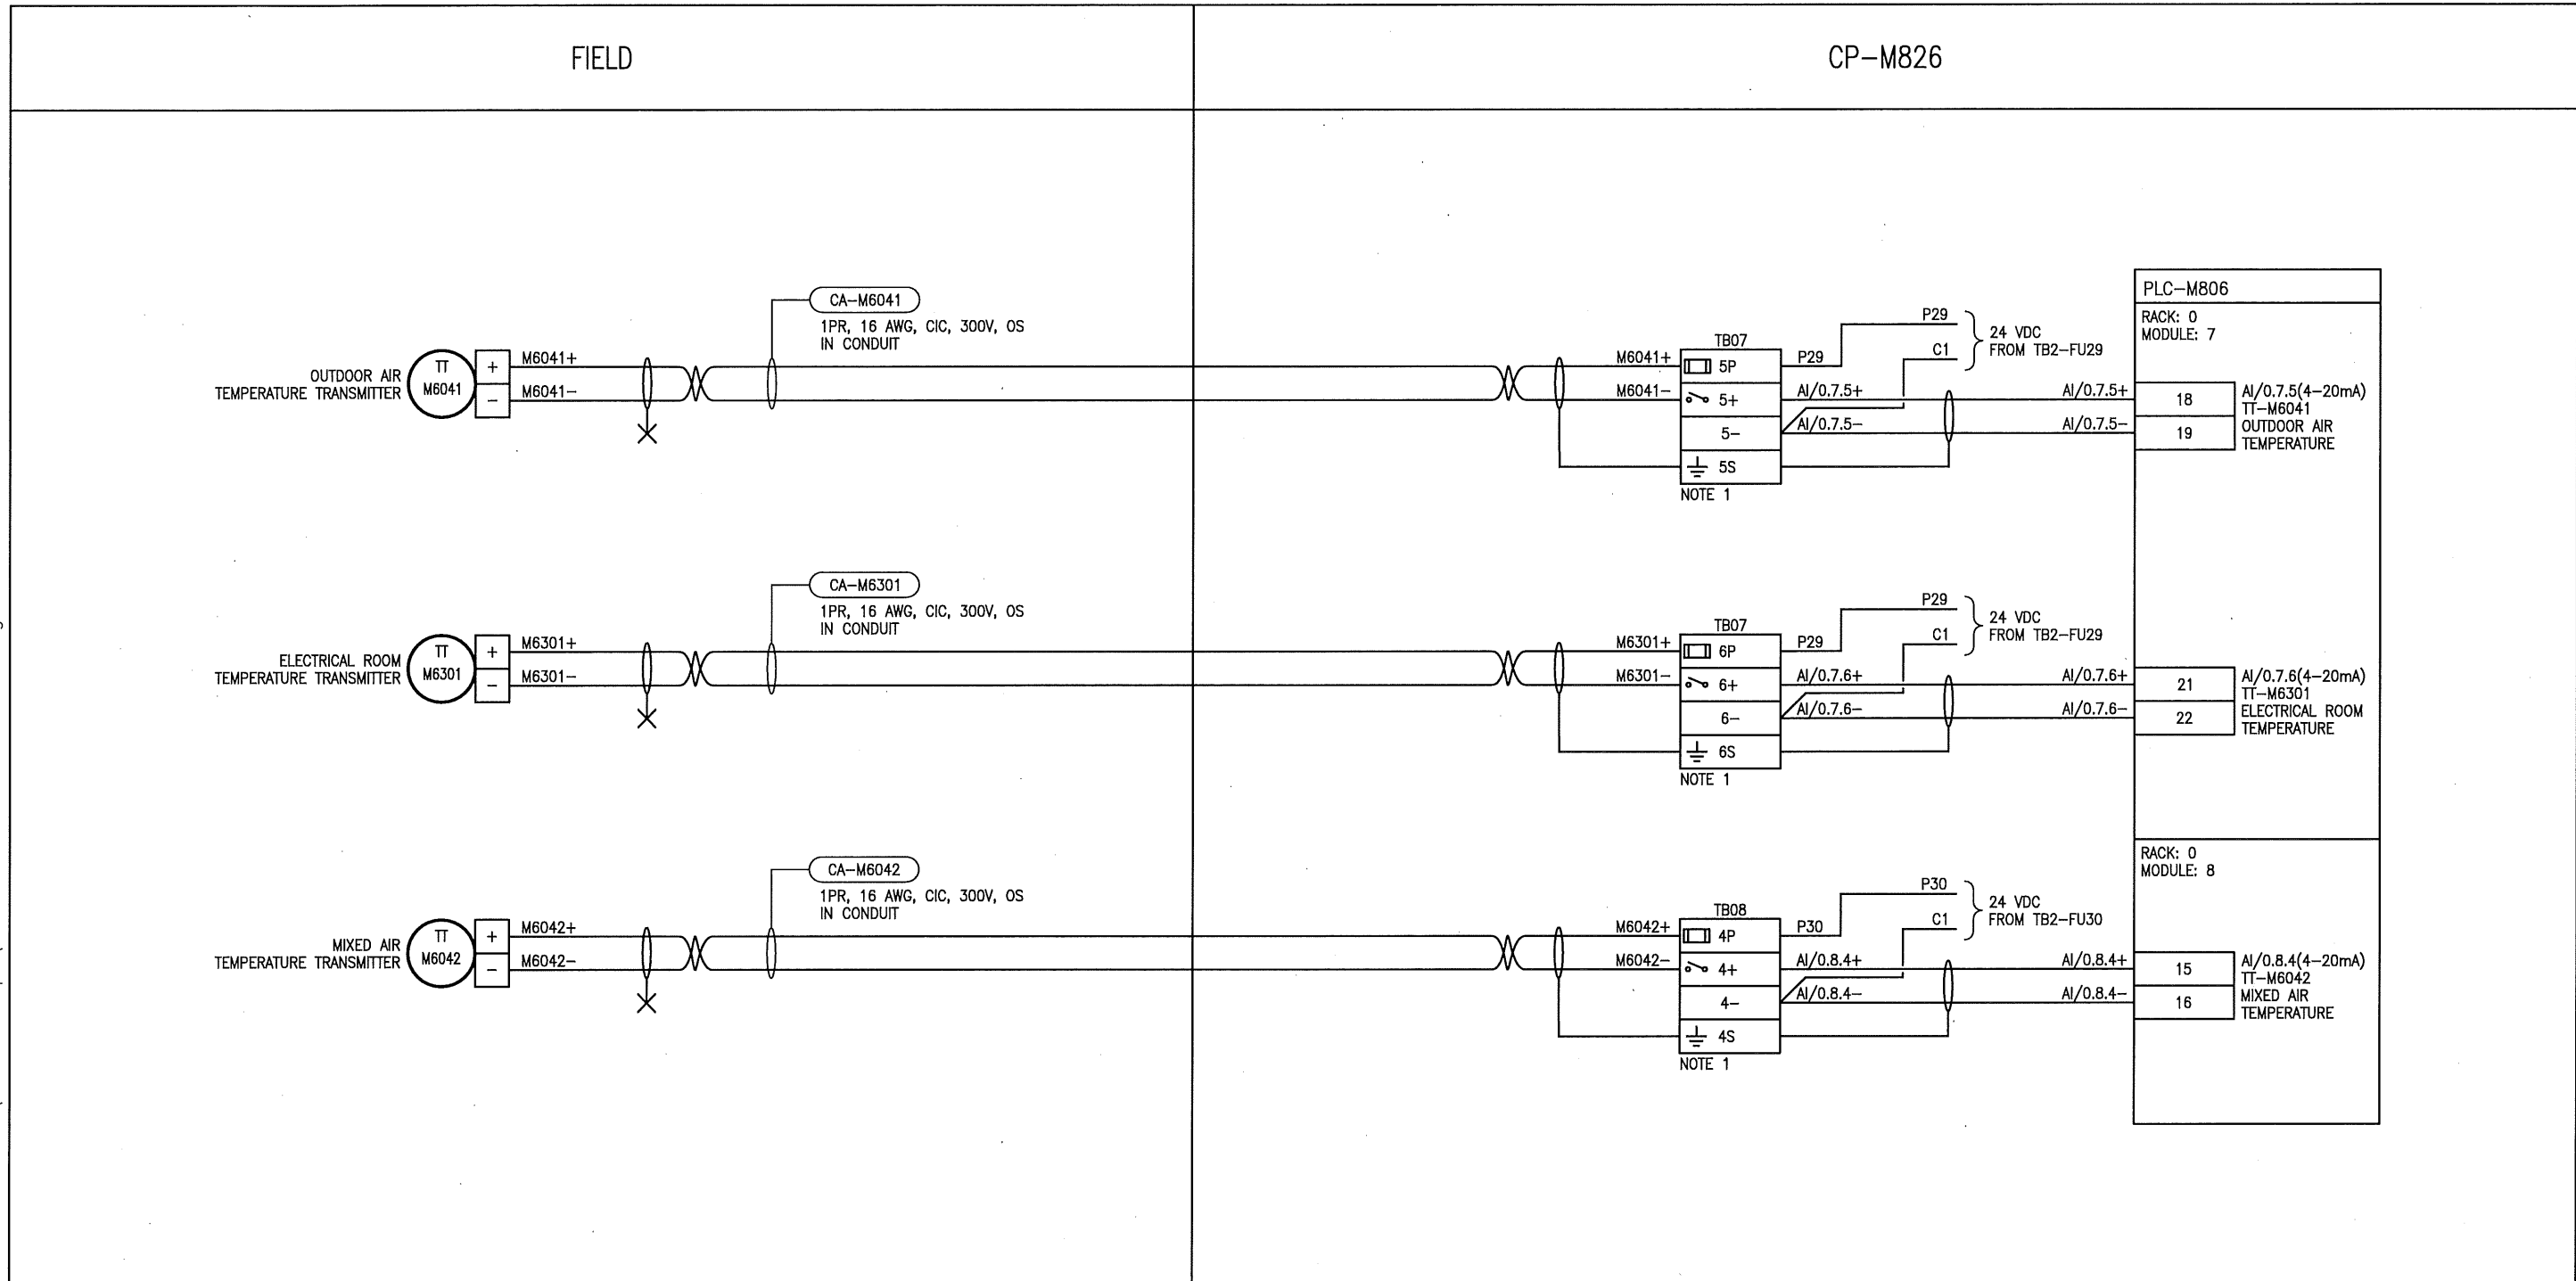 FIELD
CP-M826
CA-M6041
1PR, 16 AWG, CIC, 300V, OS
IN CONDUIT
OUTDOOR AIR
TEMPERATURE TRANSMITTER
TT
M6041
+
-
M6041+
M6041-
M6041+
M6041-
TB07
5P
5+
5-
5S
NOTE 1
P29
P29
C1
24 VDC
FROM TB2-FU29
AI/0.7.5+
AI/0.7.5-
AI/0.7.5+
AI/0.7.5-
PLC-M806
RACK: 0
MODULE: 7
18
19
AI/0.7.5(4-20mA)
TT-M6041
OUTDOOR AIR
TEMPERATURE
CA-M6301
1PR, 16 AWG, CIC, 300V, OS
IN CONDUIT
ELECTRICAL ROOM
TEMPERATURE TRANSMITTER
TT
M6301
+
-
M6301+
M6301-
M6301+
M6301-
TB07
6P
6+
6-
6S
NOTE 1
P29
P29
C1
24 VDC
FROM TB2-FU29
AI/0.7.6+
AI/0.7.6-
AI/0.7.6+
AI/0.7.6-
21
22
AI/0.7.6(4-20mA)
TT-M6301
ELECTRICAL ROOM
TEMPERATURE
CA-M6042
1PR, 16 AWG, CIC, 300V, OS
IN CONDUIT
MIXED AIR
TEMPERATURE TRANSMITTER
TT
M6042
+
-
M6042+
M6042-
M6042+
M6042-
TB08
4P
4+
4-
4S
NOTE 1
P30
P30
C1
24 VDC
FROM TB2-FU30
AI/0.8.4+
AI/0.8.4-
AI/0.8.4+
AI/0.8.4-
RACK: 0
MODULE: 8
15
16
AI/0.8.4(4-20mA)
TT-M6042
MIXED AIR
TEMPERATURE